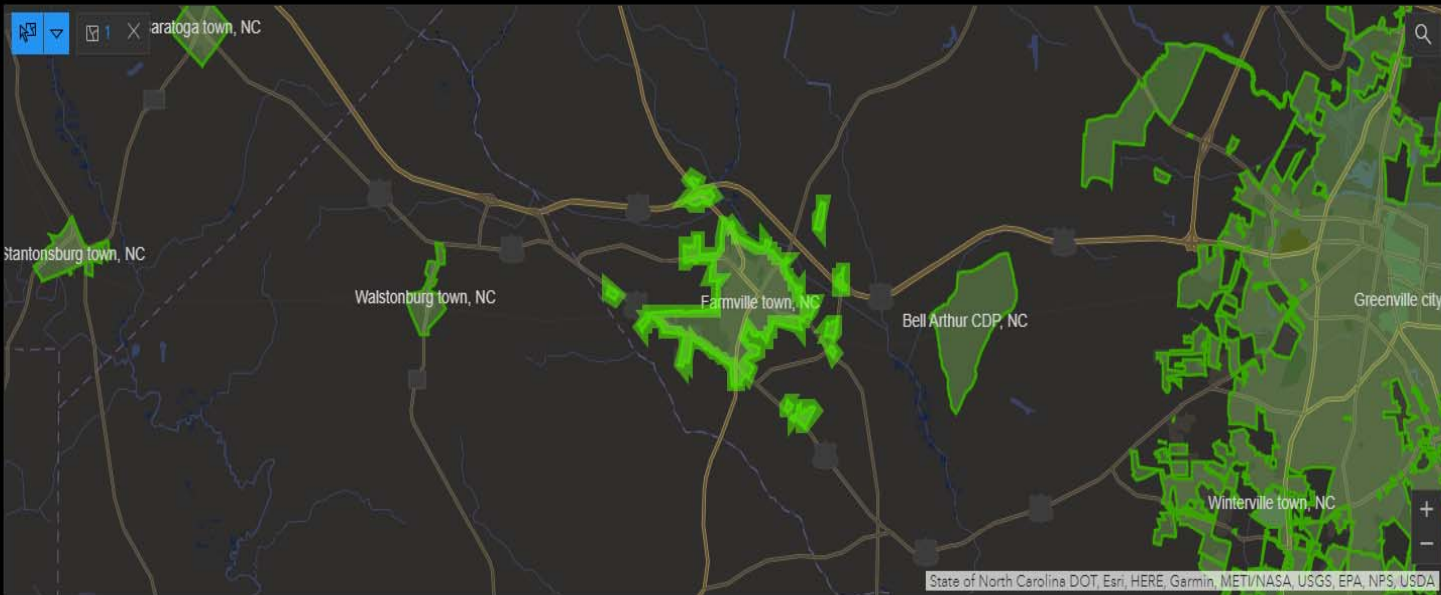 1
aratoga town, NC
Stantonsburg town, NC
Walstonburg town, NC
Farmville town, NC
Bell Arthur CDP, NC
Greenville city
Winterville town, NC
+
−
State of North Carolina DOT, Esri, HERE, Garmin, METI/NASA, USGS, EPA, NPS, USDA